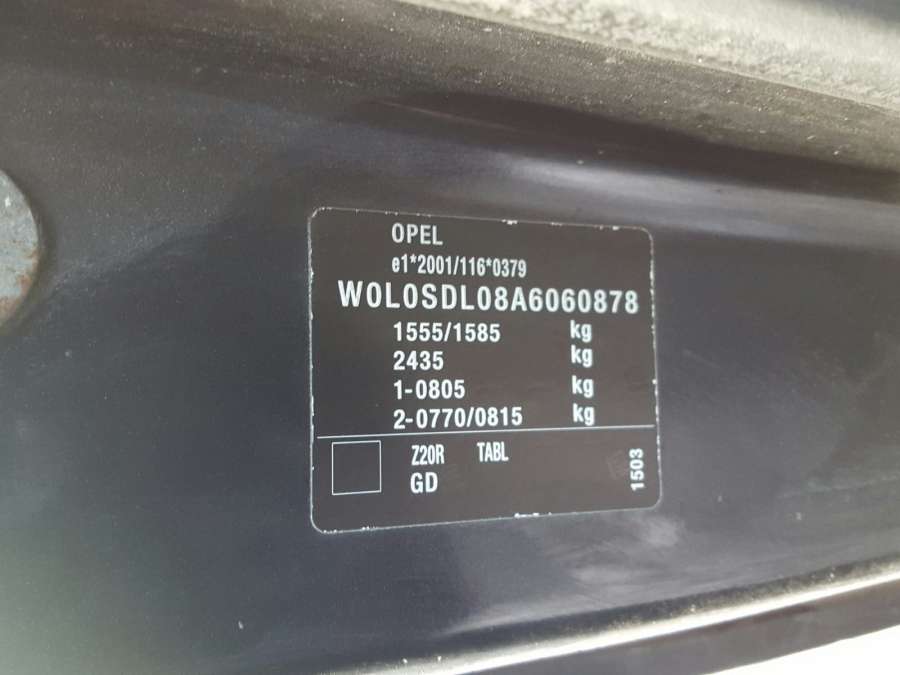 OPEL
e1*2001/116*0379
W0L0SDL08A6060878
1555/1585 kg
2435 kg
1-0805 kg
2-0770/0815 kg
Z20R TABL
GD
1503